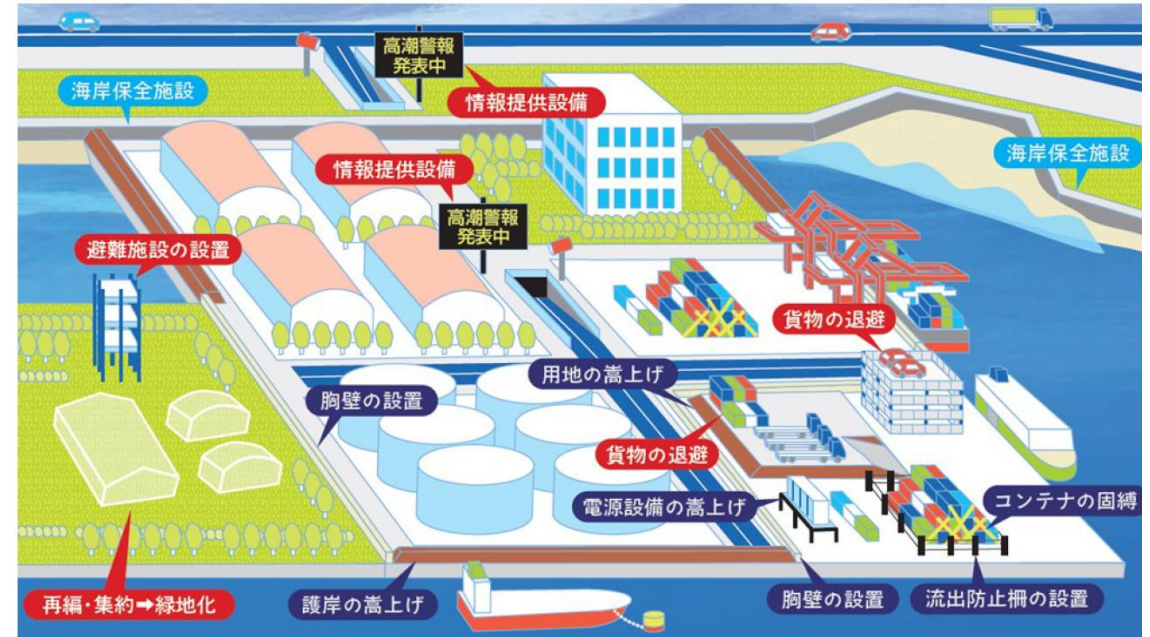 高潮警報
発表中
海岸保全施設
情報提供設備
海岸保全施設
情報提供設備
高潮警報
発表中
避難施設の設置
貨物の退避
用地の嵩上げ
胸壁の設置
貨物の退避
電源設備の嵩上げ
コンテナの固縛
再編・集約➡緑地化
護岸の嵩上げ
胸壁の設置
流出防止柵の設置